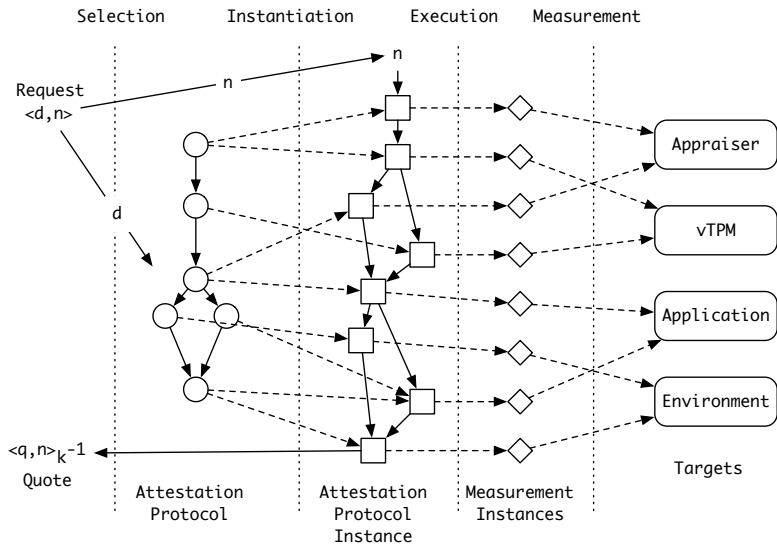 Selection
Instantiation
Execution
Measurement
n
Request
<d,n>
n
d
Appraiser
vTPM
Application
Environment
<q,n>k-1
Quote
Targets
Attestation
Protocol
Attestation
Protocol
Instance
Measurement
Instances